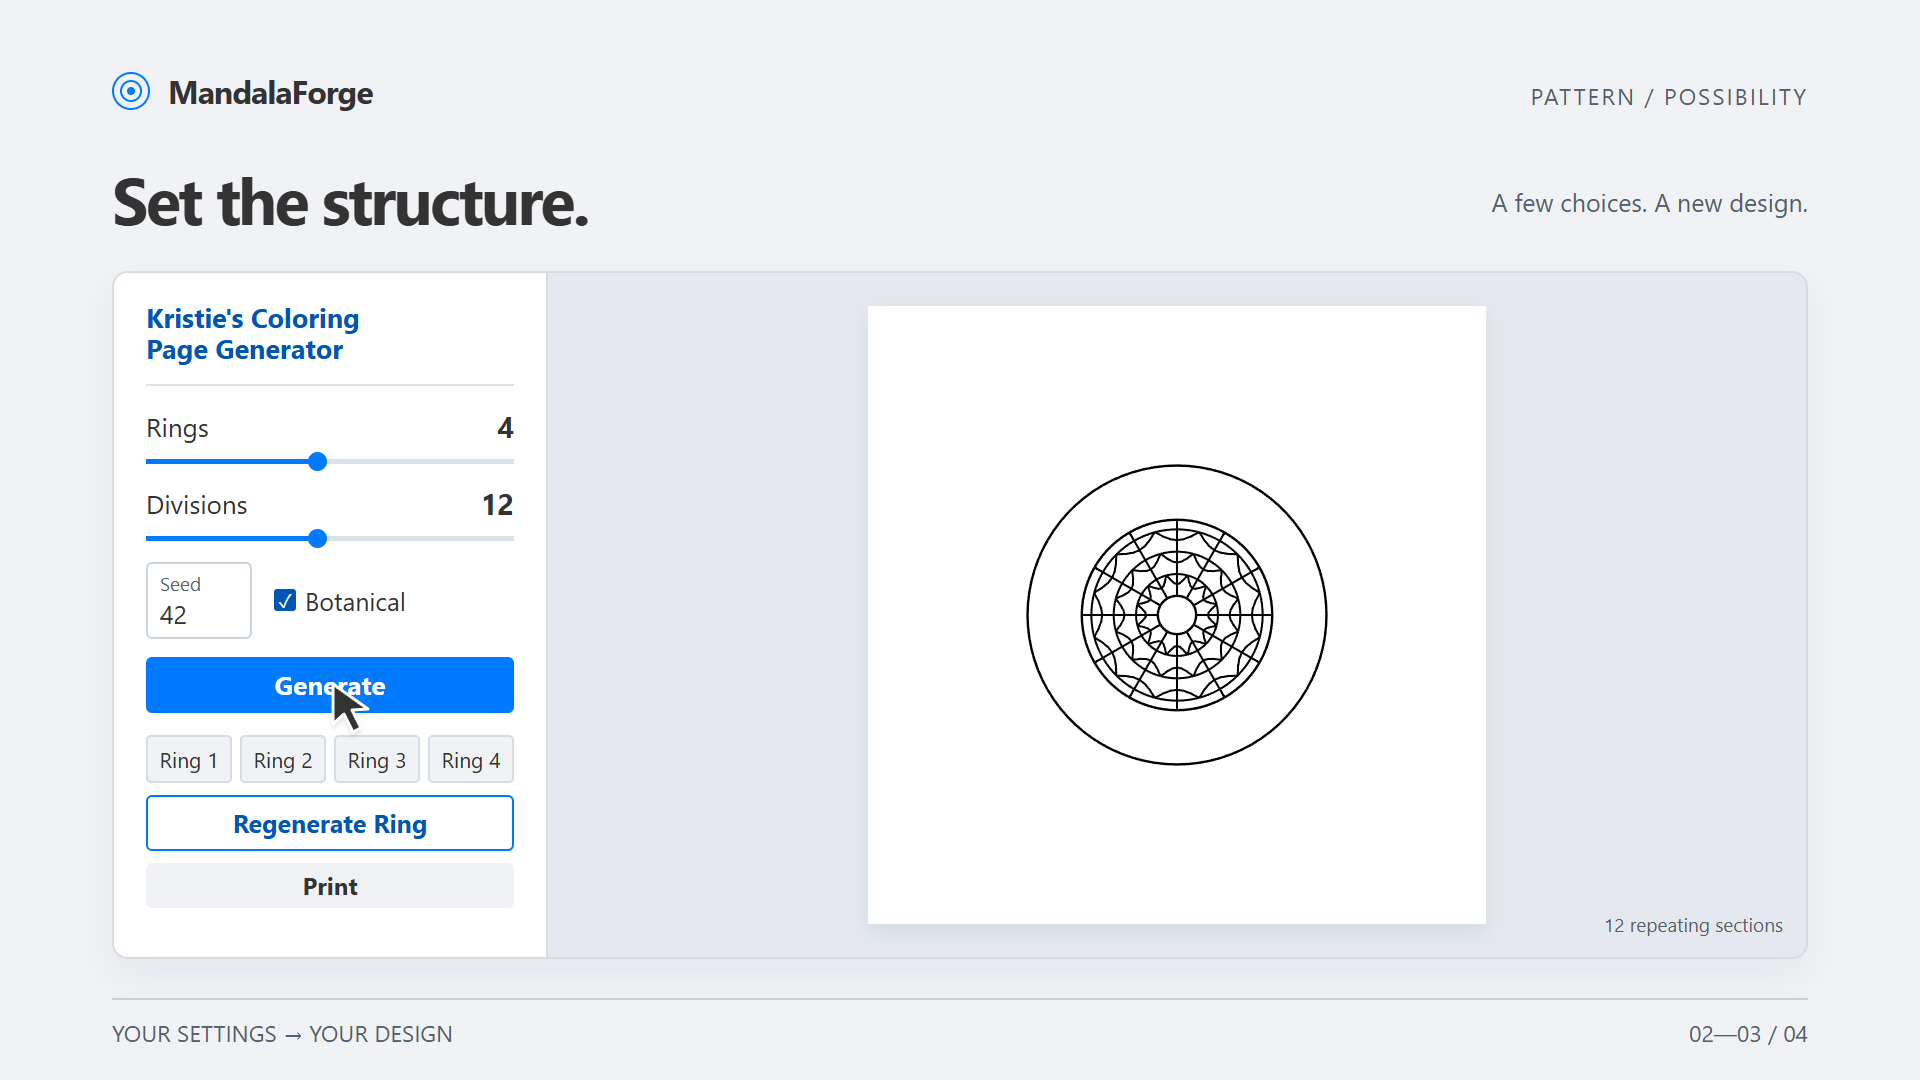 MandalaForge
PATTERN / POSSIBILITY
Set the structure.
A few choices. A new design.
Kristie's Coloring
Page Generator
Rings 4
Divisions 12
Seed
42
Botanical
Generate
Ring 1 Ring 2 Ring 3 Ring 4
Regenerate Ring
Print
12 repeating sections
YOUR SETTINGS → YOUR DESIGN
02—03 / 04